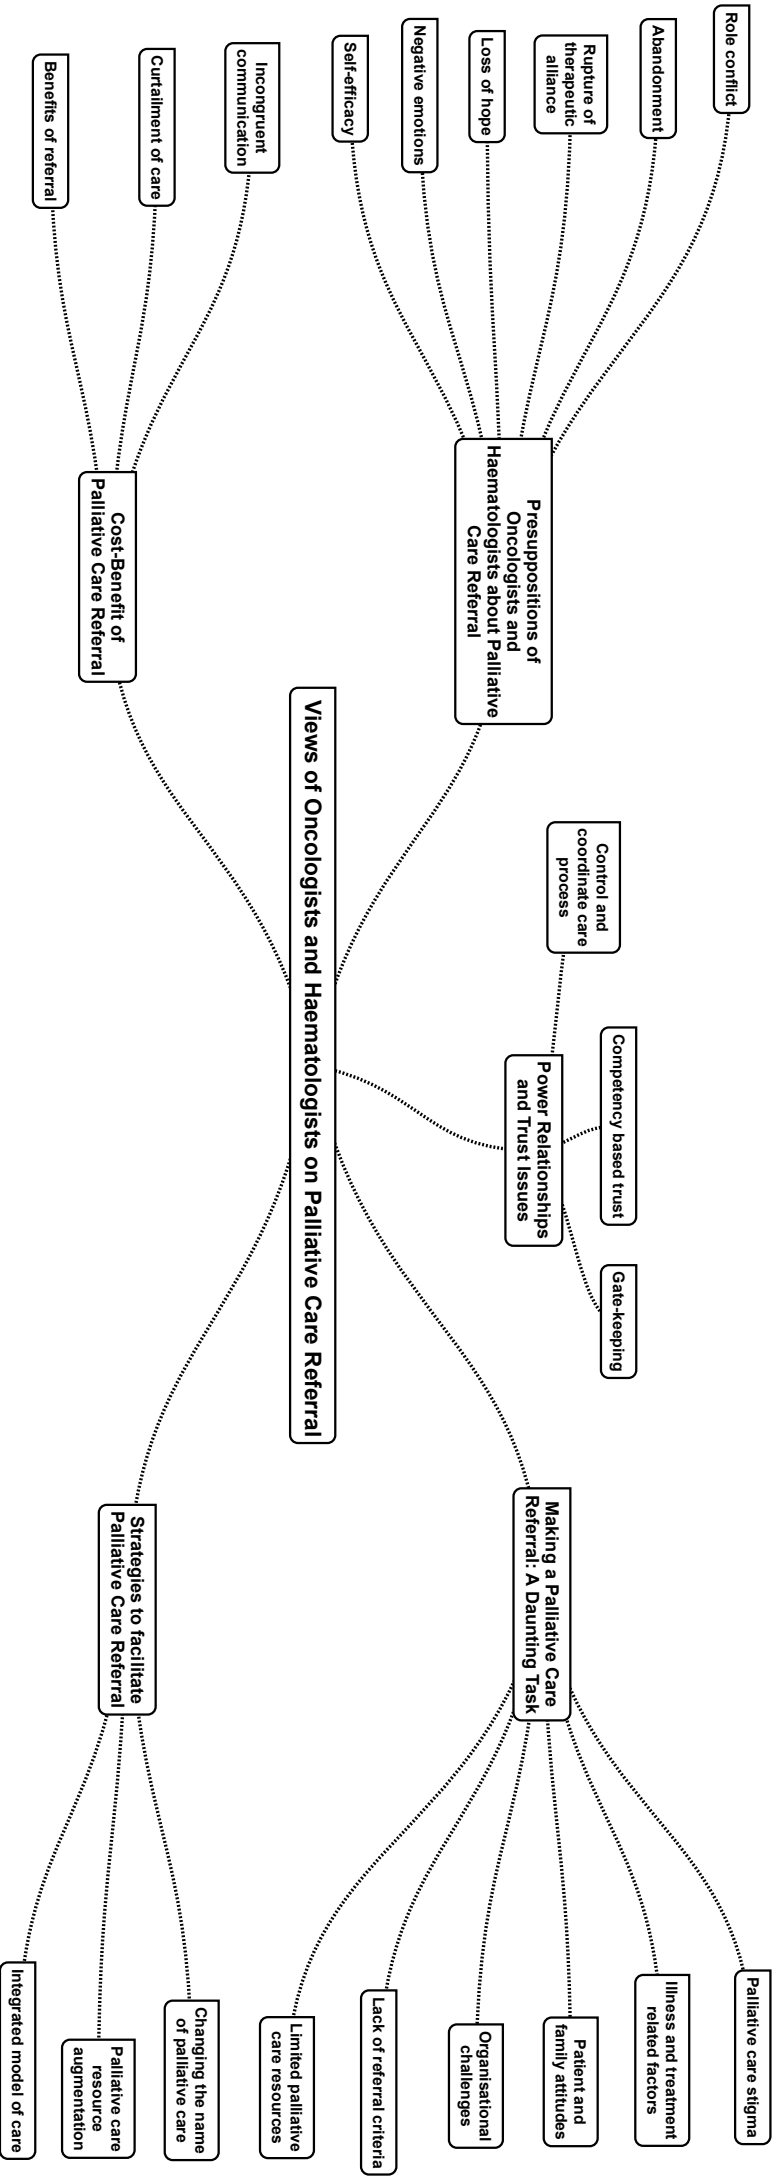 Role conflict
Abandonment
Rupture of
therapeutic
alliance
Loss of hope
Negative emotions
Self-efficacy
Presuppositions of
Oncologists and
Haematologists about Palliative
Care Referral
Incongruent
communication
Curtailment of care
Benefits of referral
Cost-Benefit of
Palliative Care Referral
Control and
coordinate care
process
Competency based trust
Gate-keeping
Power Relationships
and Trust Issues
Views of Oncologists and Haematologists on Palliative Care Referral
Making a Palliative Care
Referral: A Daunting Task
Palliative care stigma
Illness and treatment
related factors
Patient and
family attitudes
Organisational
challenges
Lack of referral criteria
Limited palliative
care resources
Strategies to facilitate
Palliative Care Referral
Changing the name
of palliative care
Palliative care
resource
augmentation
Integrated model of care